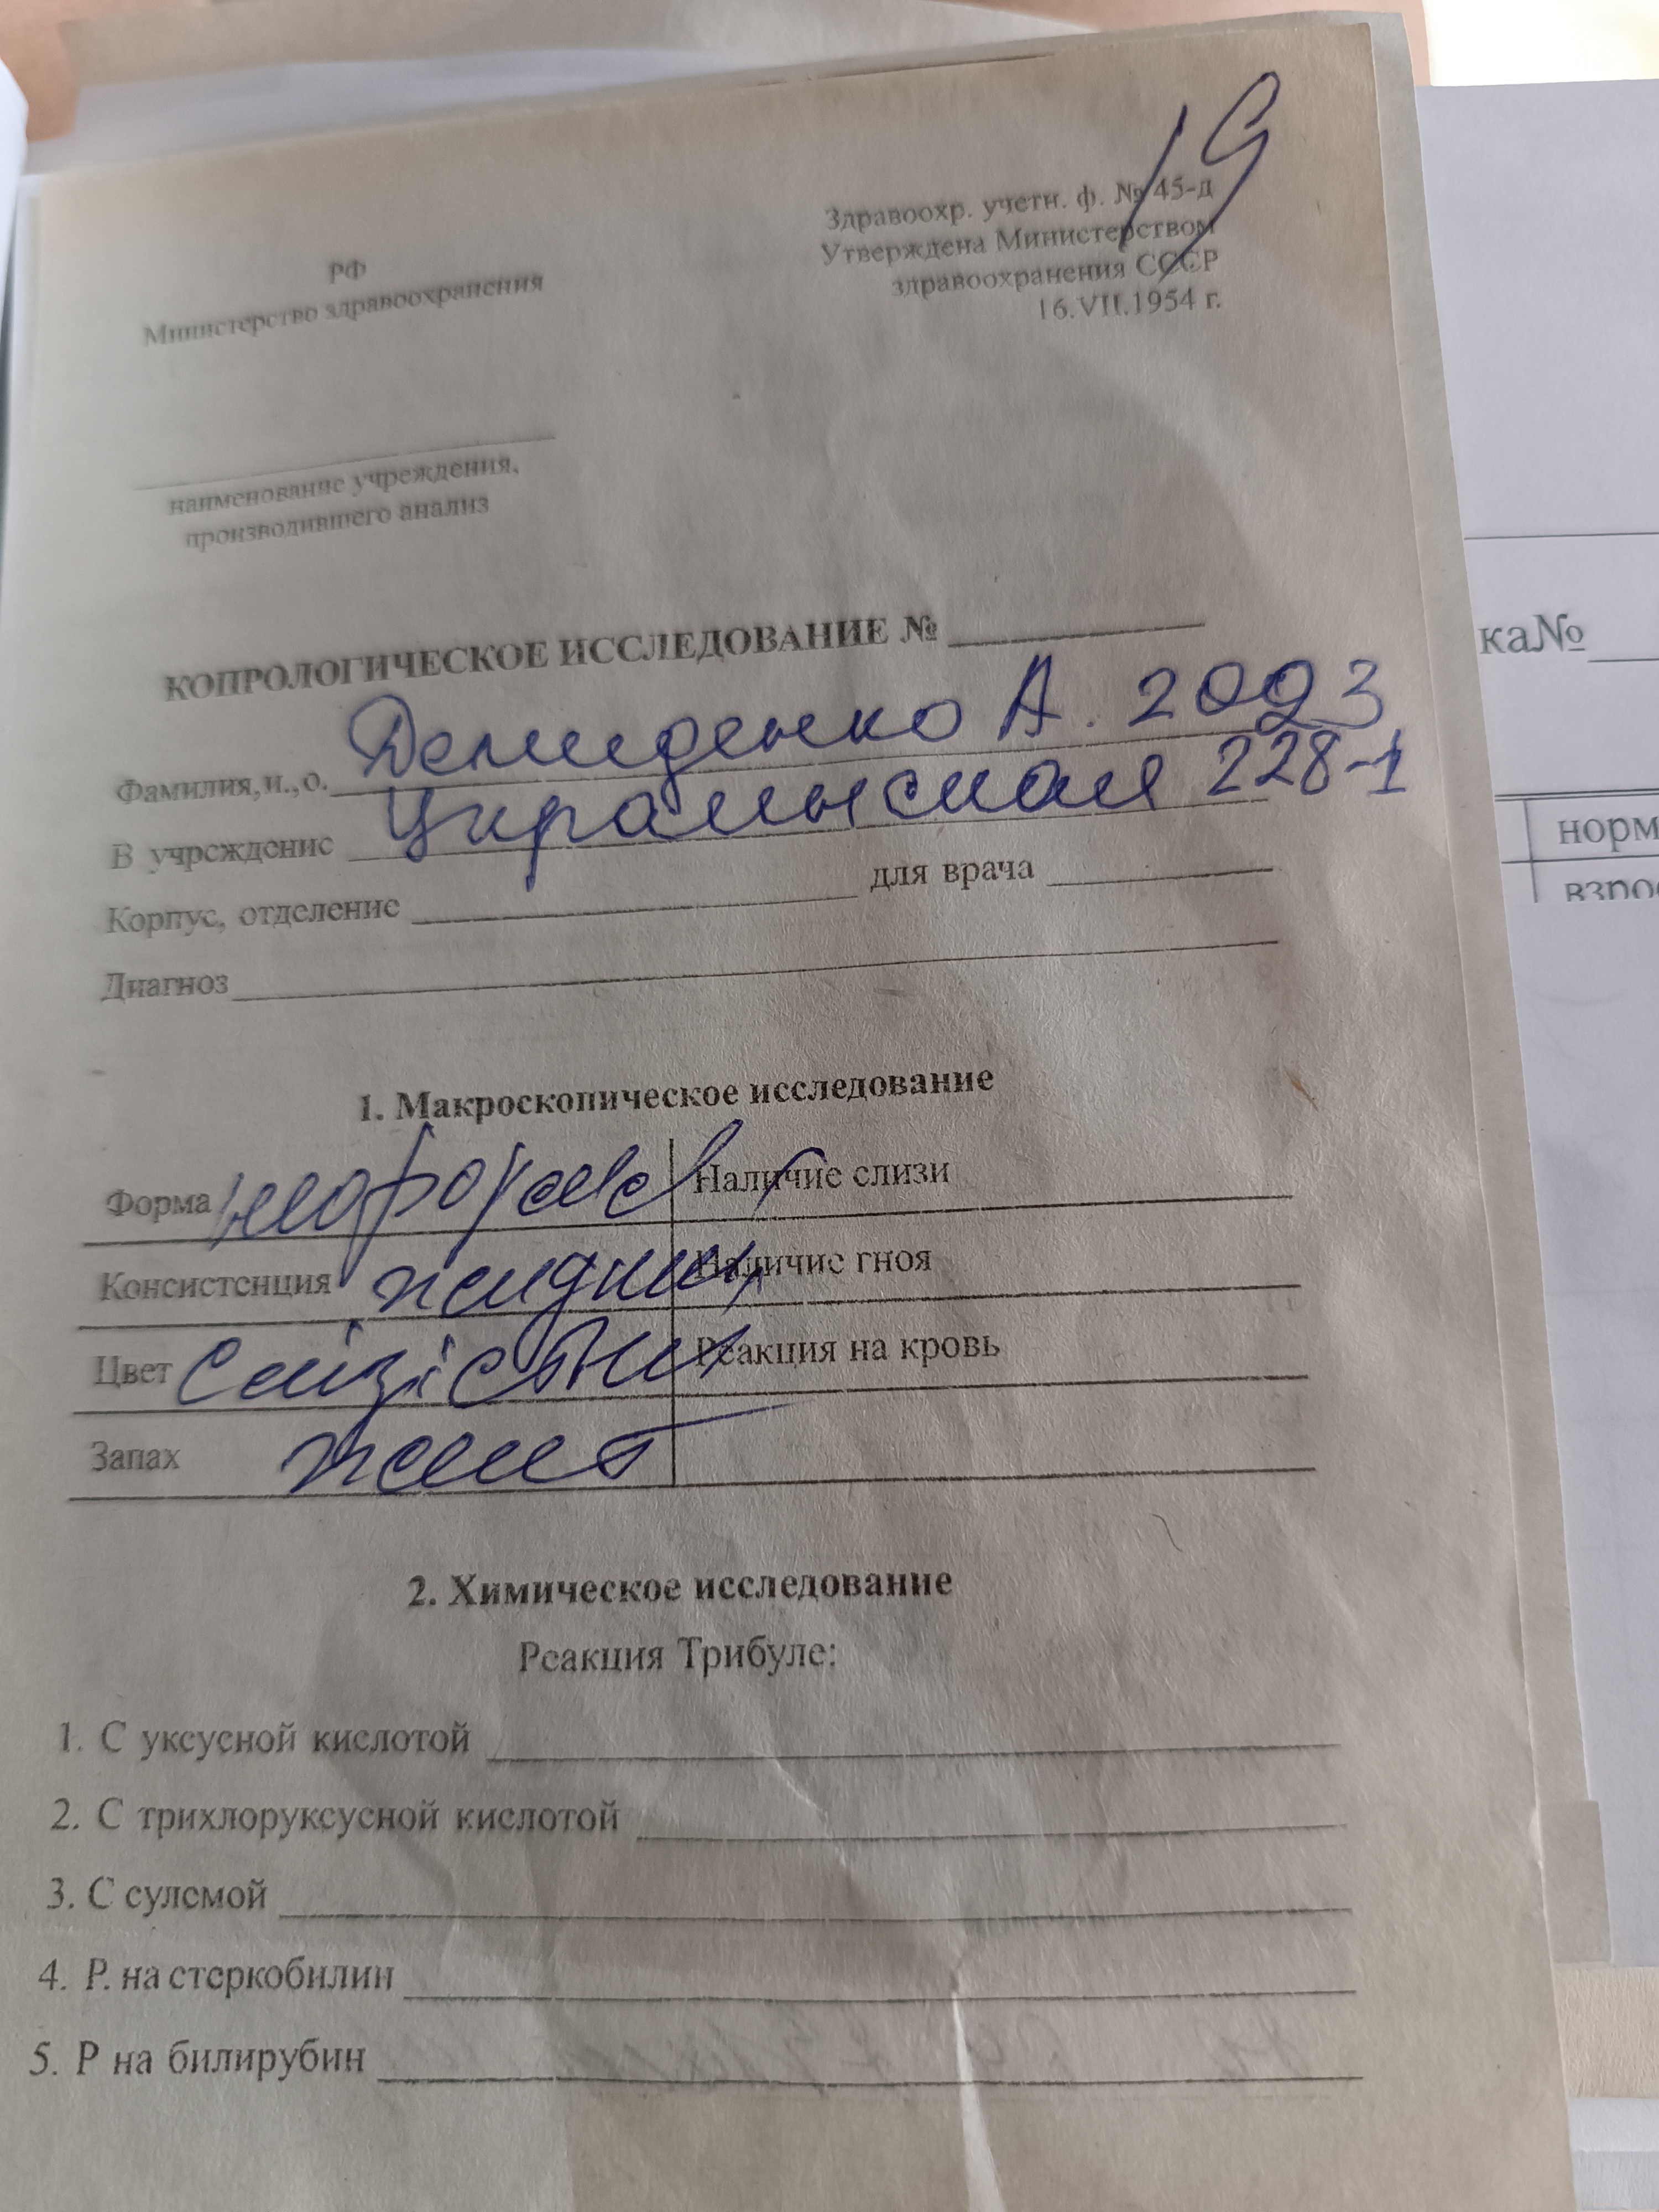 19
Здравоохр. учетн. ф. № 45-д
Утверждена Министерством
здравоохранения СССР
16.VII.1954 г.
РФ
Министерство здравоохранения
наименование учреждения,
производившего анализ
КОПРОЛОГИЧЕСКОЕ ИССЛЕДОВАНИЕ №
Фамилия, и., о. Демиденко А. 2003
В учреждение Украинская 228-1
Корпус, отделение для врача
Диагноз
1. Макроскопическое исследование
Форма Наличие слизи
Консистенция жидкий Наличие гноя
Цвет Реакция на кровь
Запах
2. Химическое исследование
Реакция Трибуле:
1. С уксусной кислотой
2. С трихлоруксусной кислотой
3. С сулемой
4. Р. на стеркобилин
5. Р на билирубин
ка№
норм
взро